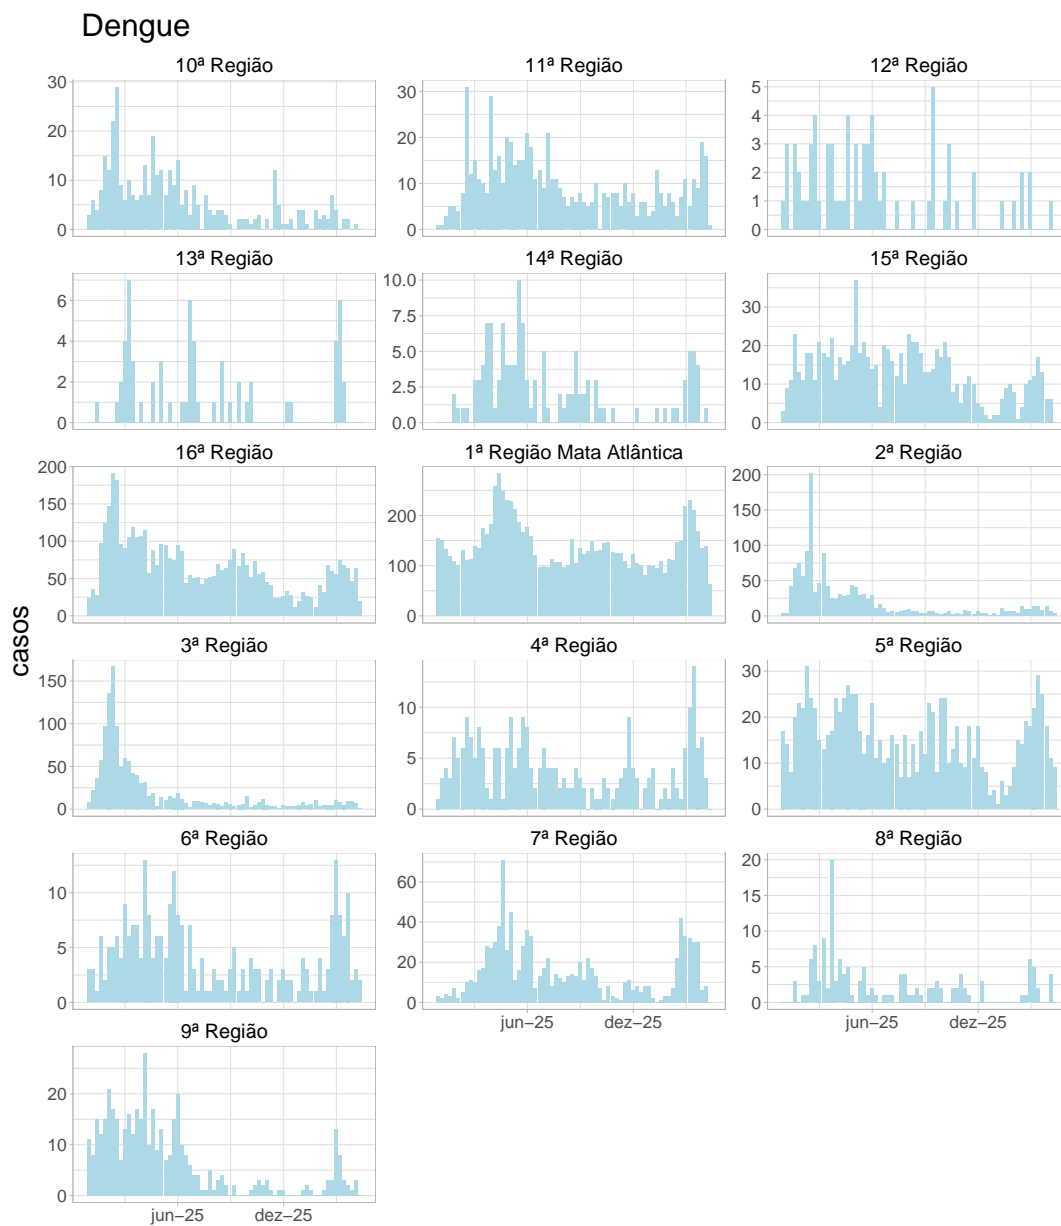 Dengue
casos
10ª Região
30
20
10
0
11ª Região
30
20
10
0
12ª Região
5
4
3
2
1
0
13ª Região
6
4
2
0
14ª Região
10.0
7.5
5.0
2.5
0.0
15ª Região
30
20
10
0
16ª Região
200
150
100
50
0
1ª Região Mata Atlântica
200
100
0
2ª Região
200
150
100
50
0
3ª Região
150
100
50
0
4ª Região
10
5
0
5ª Região
30
20
10
0
6ª Região
10
5
0
7ª Região
60
40
20
0
jun−25
dez−25
8ª Região
20
15
10
5
0
jun−25
dez−25
9ª Região
20
10
0
jun−25
dez−25